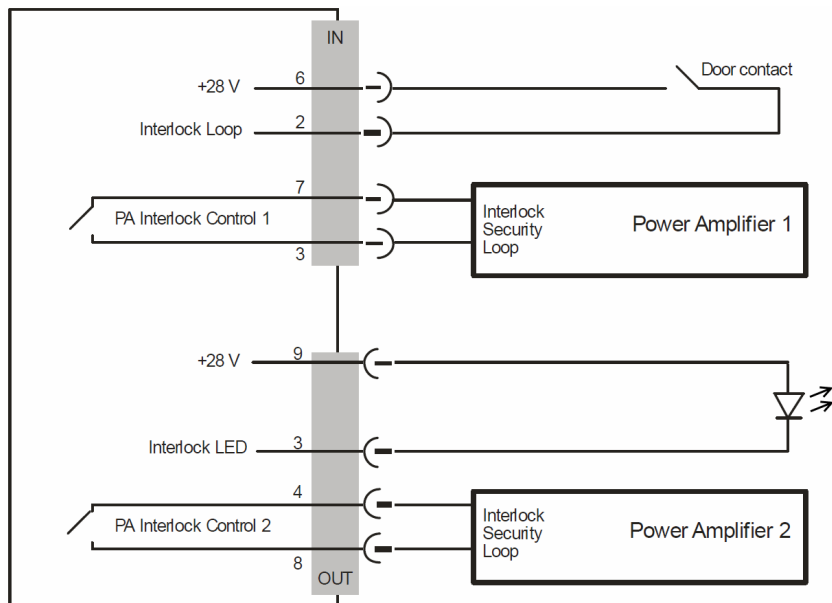 IN
+28 V
6
Door contact
Interlock Loop
2
7
PA Interlock Control 1
3
Interlock
Security
Loop
Power Amplifier 1
+28 V
9
Interlock LED
3
4
PA Interlock Control 2
8
Interlock
Security
Loop
Power Amplifier 2
OUT